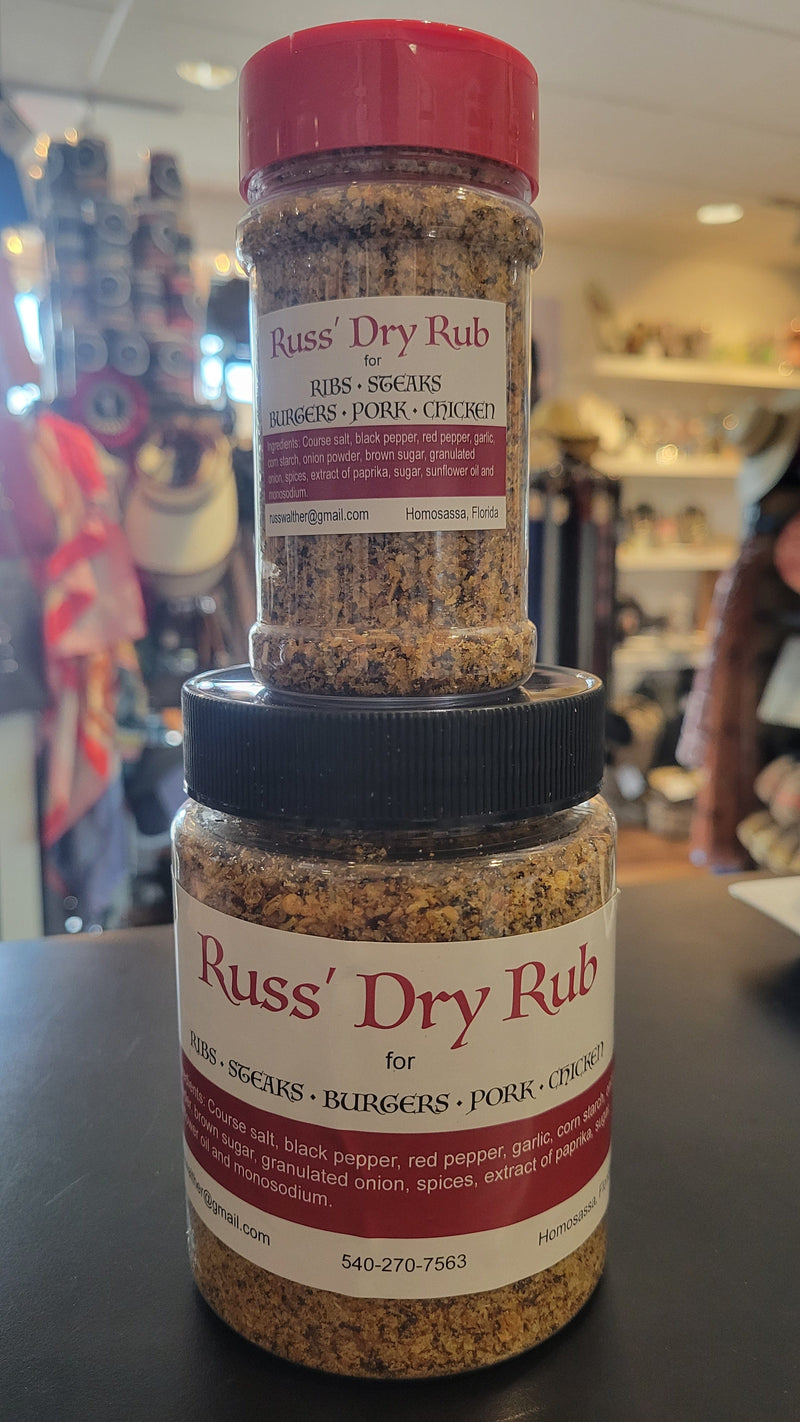 Russ' Dry Rub
for
RIBS · STEAKS
BURGERS · PORK · CHICKEN
Ingredients: Course salt, black pepper, red pepper, garlic,
corn starch, onion powder, brown sugar, granulated
onion, spices, extract of paprika, sugar, sunflower oil and
monosodium.
russwalther@gmail.com Homosassa, Florida
Russ' Dry Rub
for
RIBS · STEAKS · BURGERS · PORK · CHICKEN
Course salt, black pepper, red pepper, garlic, corn starch,
brown sugar, granulated onion, spices, extract of paprika,
oil and monosodium.
@gmail.com 540-270-7563 Homosassa,